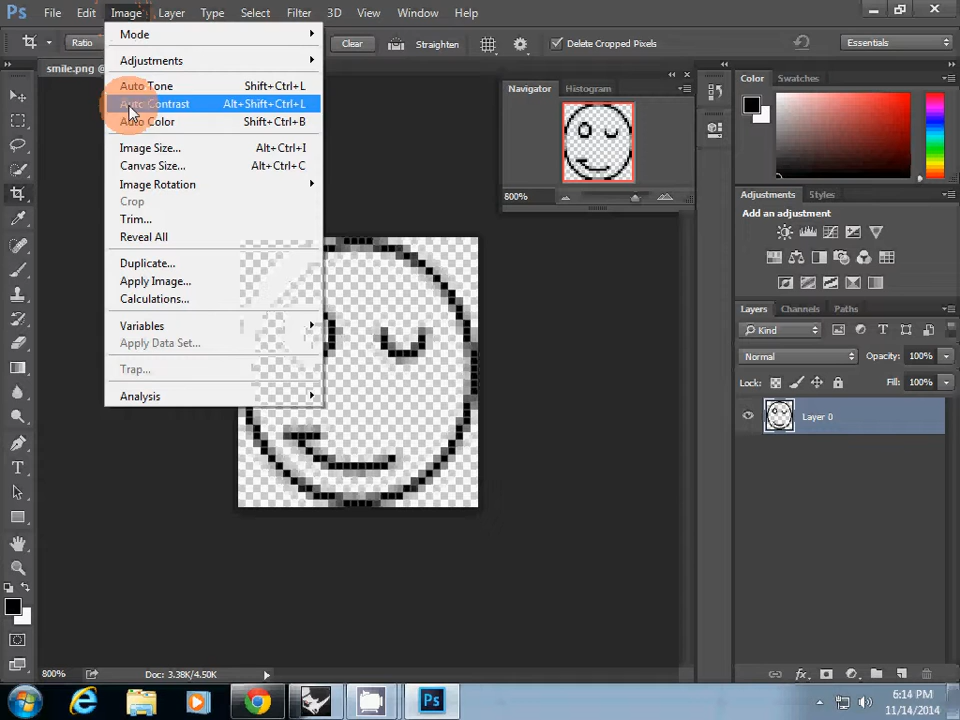 Ps File Edit Image Layer Type Select Filter 3D View Window Help
Ratio Clear Straighten Delete Cropped Pixels Essentials
smile.png @
Mode
Adjustments
Auto Tone Shift+Ctrl+L
Auto Contrast Alt+Shift+Ctrl+L
Auto Color Shift+Ctrl+B
Image Size... Alt+Ctrl+I
Canvas Size... Alt+Ctrl+C
Image Rotation
Crop
Trim...
Reveal All
Duplicate...
Apply Image...
Calculations...
Variables
Apply Data Set...
Trap...
Analysis
Navigator Histogram
800%
Color Swatches
Adjustments Styles
Add an adjustment
Layers Channels Paths
Kind
Normal Opacity: 100%
Lock: Fill: 100%
Layer 0
800% Doc: 3.38K/4.50K
Ps
6:14 PM
11/14/2014